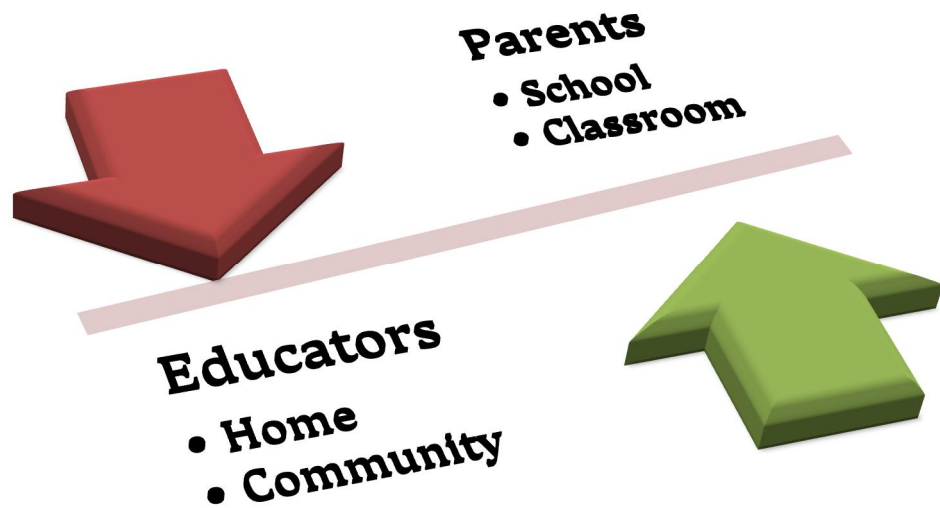 Parents
• School
• Classroom
Educators
• Home
• Community